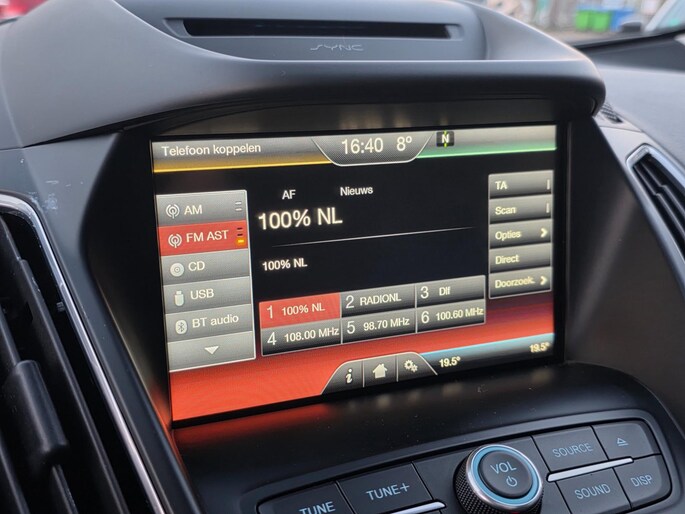 SYNC
Telefoon koppelen
16:40 8°
N
AM
FM AST
CD
USB
BT audio
AF Nieuws
100% NL
100% NL
1 100% NL
2 RADIONL
3 Dif
4 108.00 MHz
5 98.70 MHz
6 100.60 MHz
TA
Scan
Opties
Direct
Doorzoek.
i
19.5°
19.5°
TUNE
TUNE+
VOL
SOURCE
SOUND
DISP